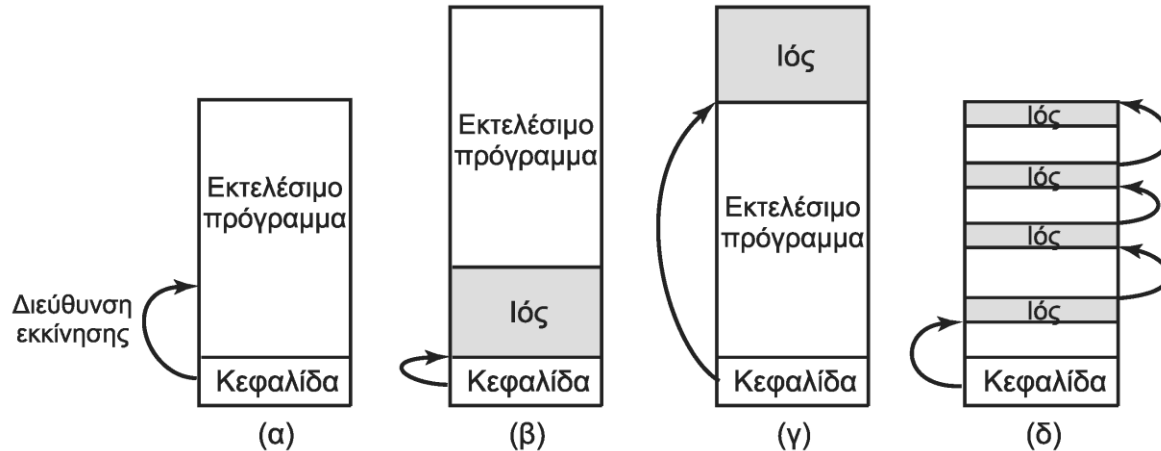 Εκτελέσιμο
πρόγραμμα
Διεύθυνση
εκκίνησης
Κεφαλίδα
(α)
Εκτελέσιμο
πρόγραμμα
Ιός
Κεφαλίδα
(β)
Ιός
Εκτελέσιμο
πρόγραμμα
Κεφαλίδα
(γ)
Ιός
Ιός
Ιός
Ιός
Κεφαλίδα
(δ)